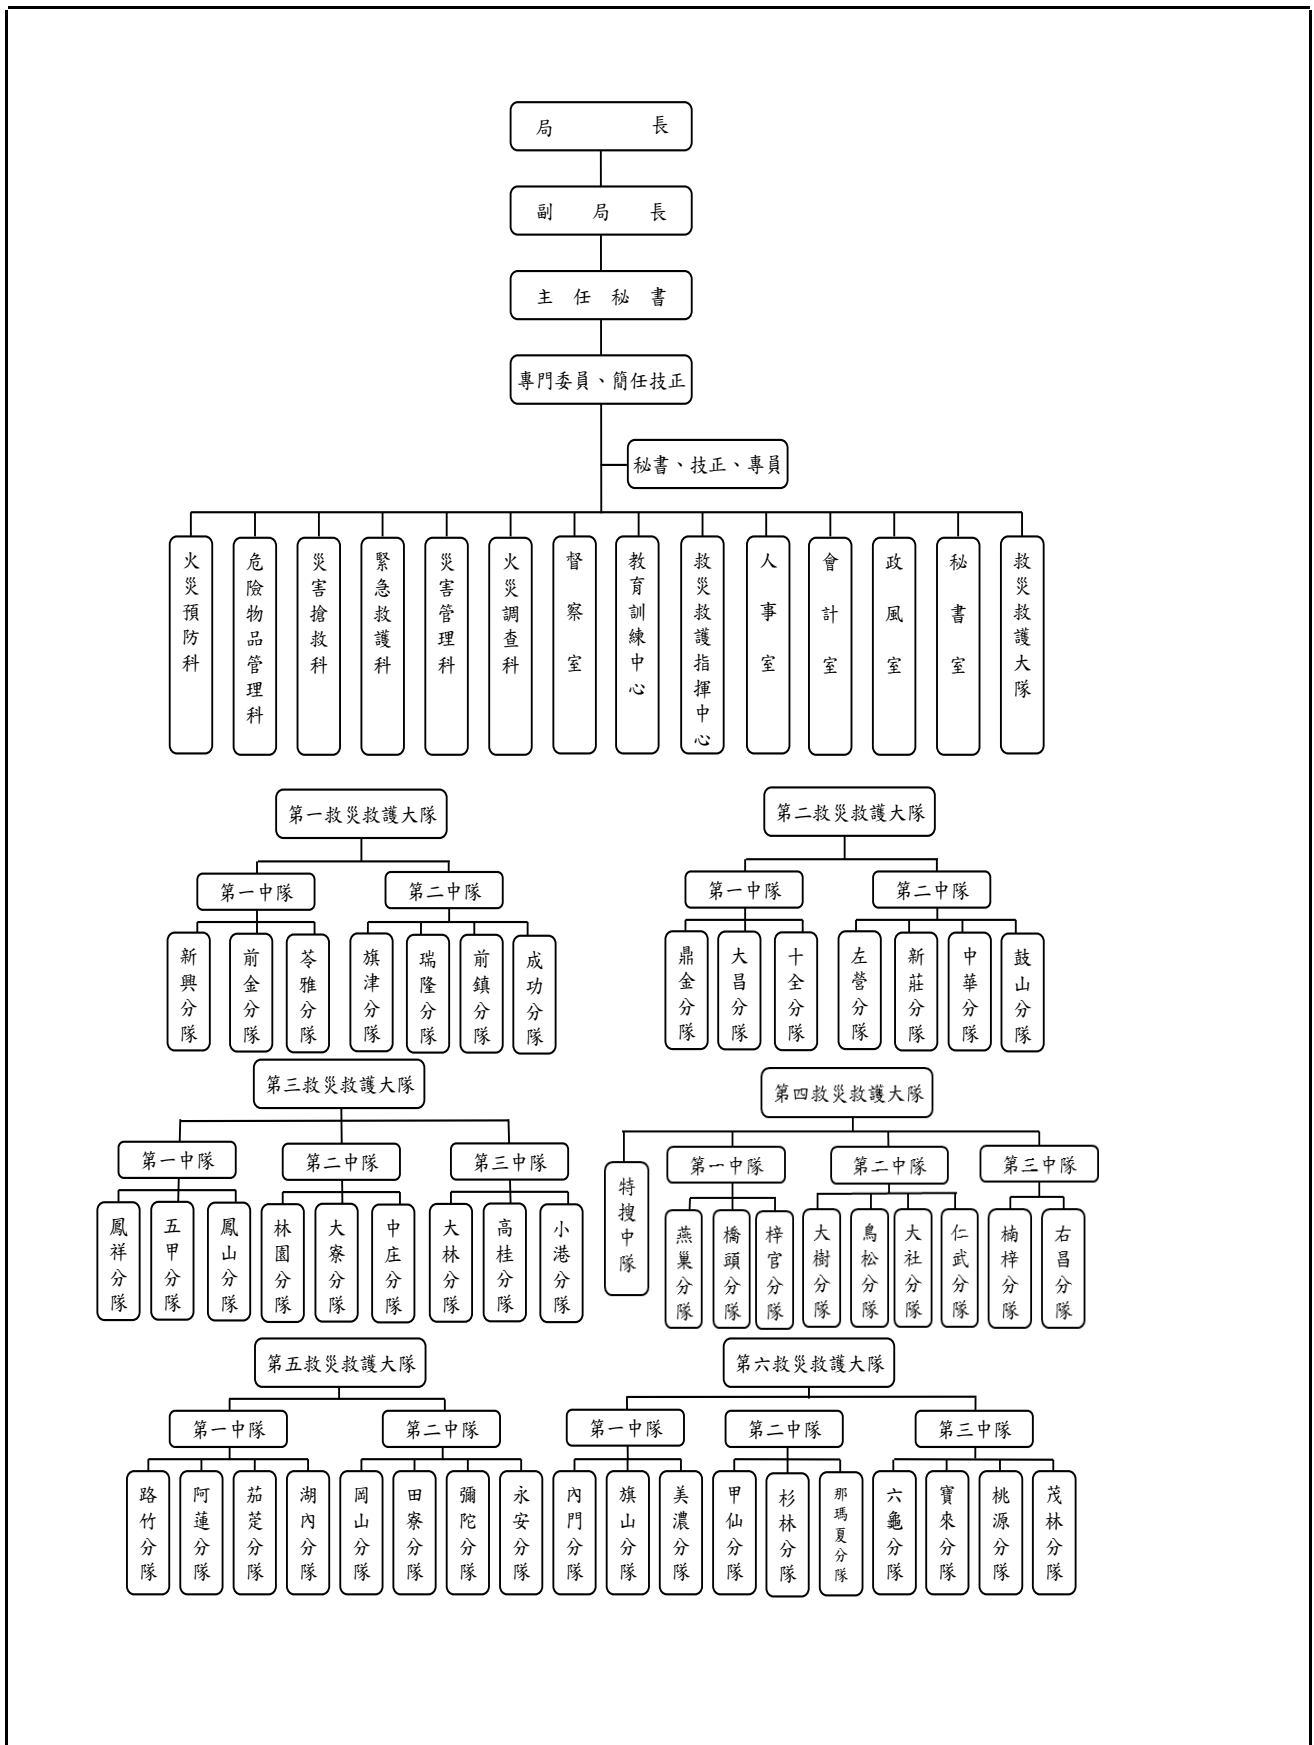 局長
副局長
主任秘書
專門委員、簡任技正
秘書、技正、專員
火災預防科
危險物品管理科
災害搶救科
緊急救護科
災害管理科
火災調查科
督察室
教育訓練中心
救災救護指揮中心
人事室
會計室
政風室
秘書室
救災救護大隊
第一救災救護大隊
第一中隊
新興分隊
前金分隊
苓雅分隊
第二中隊
旗津分隊
瑞隆分隊
前鎮分隊
成功分隊
第二救災救護大隊
第一中隊
鼎金分隊
大昌分隊
十全分隊
第二中隊
左營分隊
新莊分隊
中華分隊
鼓山分隊
第三救災救護大隊
第一中隊
鳳祥分隊
五甲分隊
鳳山分隊
第二中隊
林園分隊
大寮分隊
中庄分隊
第三中隊
大林分隊
高桂分隊
小港分隊
第四救災救護大隊
特搜中隊
第一中隊
燕巢分隊
橋頭分隊
梓官分隊
第二中隊
大樹分隊
鳥松分隊
大社分隊
仁武分隊
第三中隊
楠梓分隊
右昌分隊
第五救災救護大隊
第一中隊
路竹分隊
阿蓮分隊
茄萣分隊
湖內分隊
第二中隊
岡山分隊
田寮分隊
彌陀分隊
永安分隊
第六救災救護大隊
第一中隊
內門分隊
旗山分隊
美濃分隊
第二中隊
甲仙分隊
杉林分隊
那瑪夏分隊
第三中隊
六龜分隊
寶來分隊
桃源分隊
茂林分隊